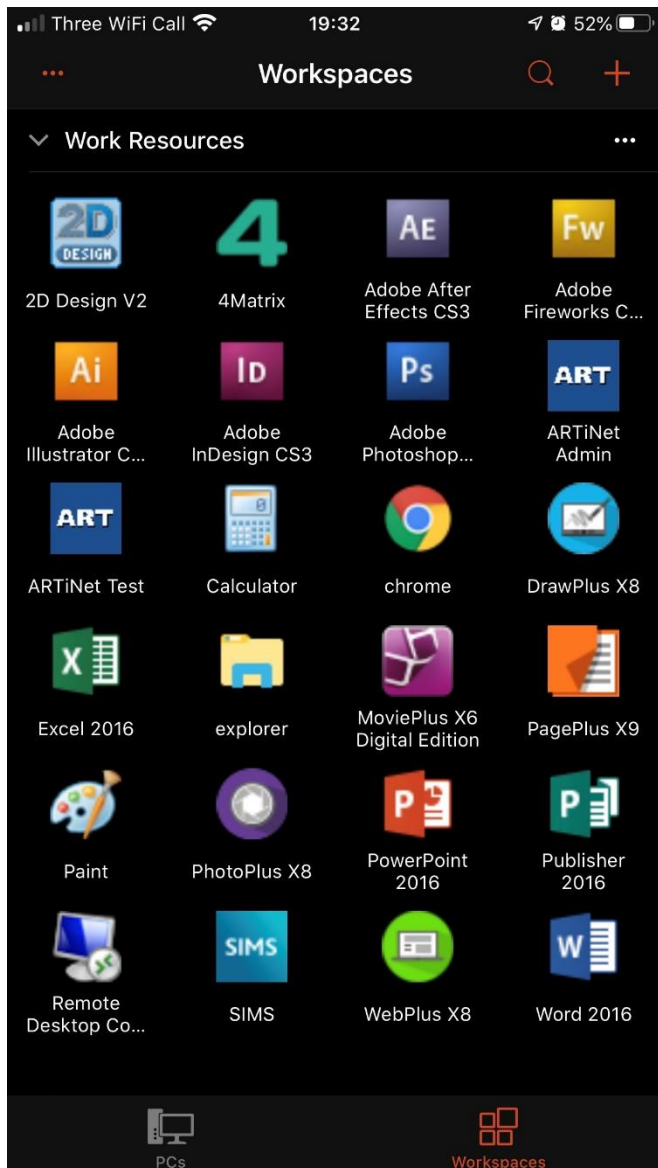 Three WiFi Call 19:32 52%
Workspaces
Work Resources
2D DESIGN
4
AE
Fw
2D Design V2
4Matrix
Adobe After
Effects CS3
Adobe
Fireworks C...
Ai
ID
Ps
ART
Adobe
Illustrator C...
Adobe
InDesign CS3
Adobe
Photoshop...
ARTiNet
Admin
ART
0
ARTiNet Test
Calculator
chrome
DrawPlus X8
X
Excel 2016
explorer
MoviePlus X6
Digital Edition
PagePlus X9
P
P
Paint
PhotoPlus X8
PowerPoint
2016
Publisher
2016
SIMS
W
Remote
Desktop Co...
SIMS
WebPlus X8
Word 2016
PCs
Workspaces